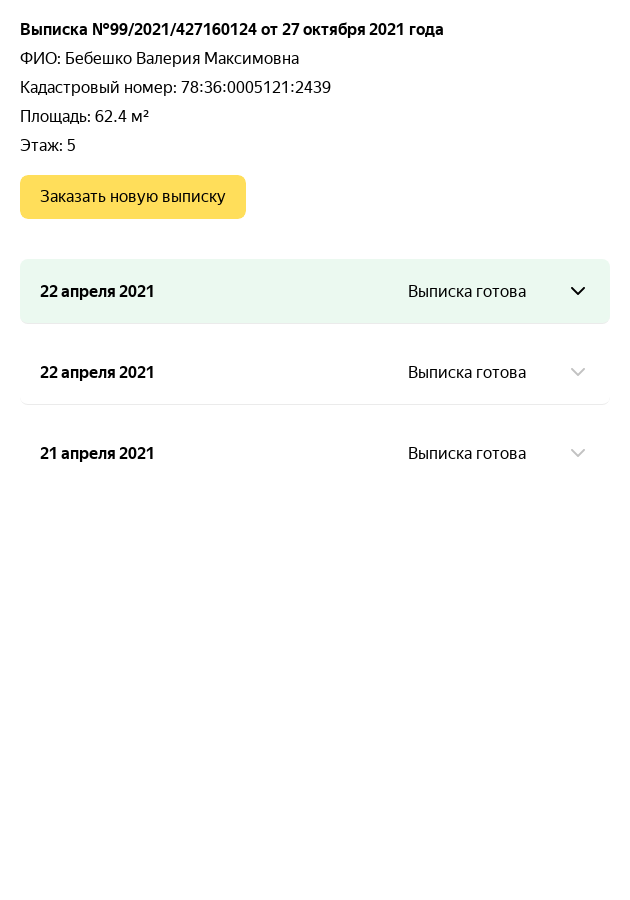 Выписка №99/2021/427160124 от 27 октября 2021 года
ФИО: Бебешко Валерия Максимовна
Кадастровый номер: 78:36:0005121:2439
Площадь: 62.4 м²
Этаж: 5
Заказать новую выписку
22 апреля 2021 Выписка готова
22 апреля 2021 Выписка готова
21 апреля 2021 Выписка готова